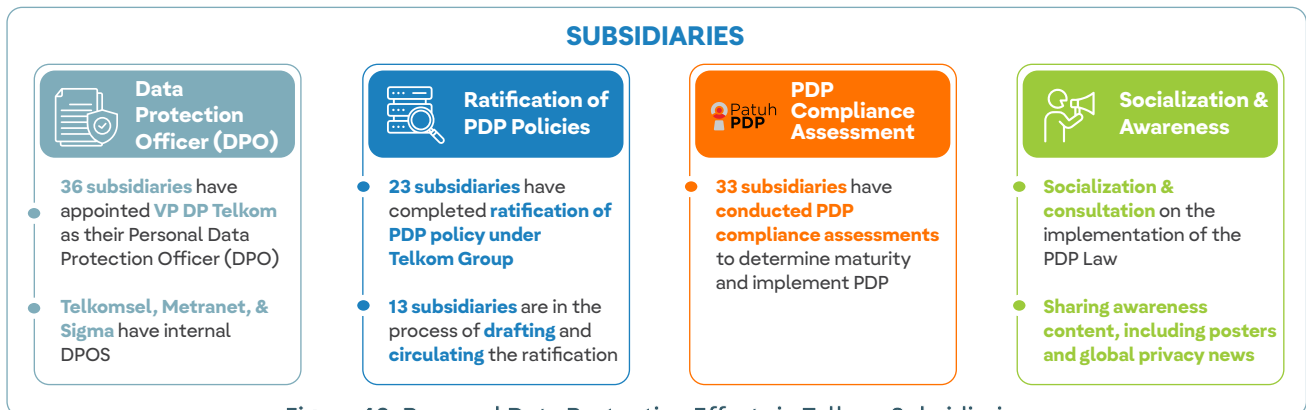 SUBSIDIARIES
Data
Protection
Officer (DPO)
36 subsidiaries have
appointed VP DP Telkom
as their Personal Data
Protection Officer (DPO)
Telkomsel, Metranet, &
Sigma have internal
DPOS
Ratification of
PDP Policies
23 subsidiaries have
completed ratification of
PDP policy under
Telkom Group
13 subsidiaries are in the
process of drafting and
circulating the ratification
Patuh
PDP
PDP
Compliance
Assessment
33 subsidiaries have
conducted PDP
compliance assessments
to determine maturity
and implement PDP
Socialization &
Awareness
Socialization &
consultation on the
implementation of the
PDP Law
Sharing awareness
content, including posters
and global privacy news